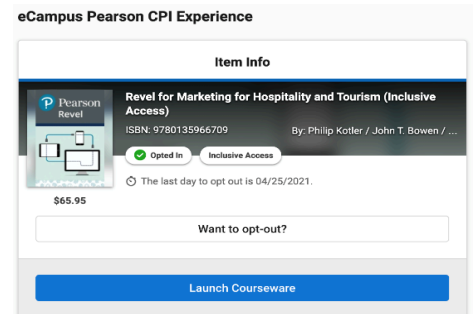 eCampus Pearson CPI Experience
Item Info
Pearson
Revel
Revel for Marketing for Hospitality and Tourism (Inclusive
Access)
ISBN: 9780135966709 By: Philip Kotler / John T. Bowen / ...
Opted In Inclusive Access
The last day to opt out is 04/25/2021.
$65.95
Want to opt-out?
Launch Courseware